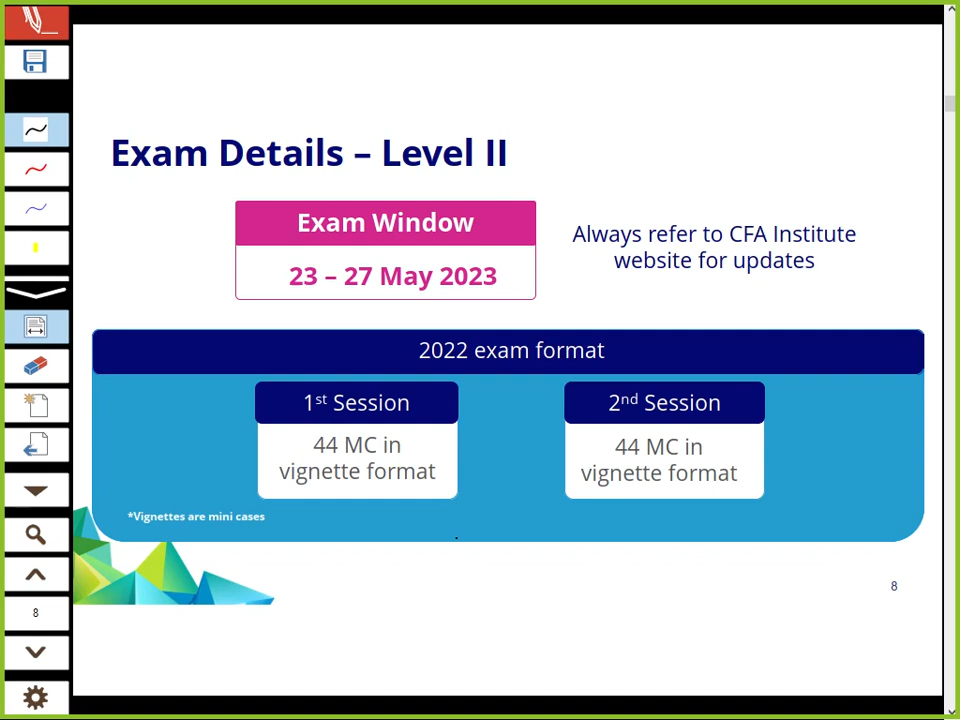 Exam Details – Level II
Exam Window
23 – 27 May 2023
Always refer to CFA Institute
website for updates
2022 exam format
1st Session
44 MC in
vignette format
2nd Session
44 MC in
vignette format
*Vignettes are mini cases
8
8